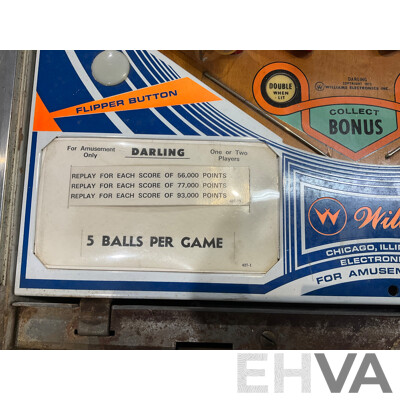 FLIPPER BUTTON
For Amusement
Only
DARLING
One or Two
Players
REPLAY FOR EACH SCORE OF 56,000 POINTS
REPLAY FOR EACH SCORE OF 77,000 POINTS
REPLAY FOR EACH SCORE OF 93,000 POINTS
5 BALLS PER GAME
DOUBLE
WHEN
LIT
DARLING
WILLIAMS ELECTRONICS INC.
COLLECT
BONUS
W Will
CHICAGO, ILLI
ELECTRONI
FOR AMUSEM
EHVA